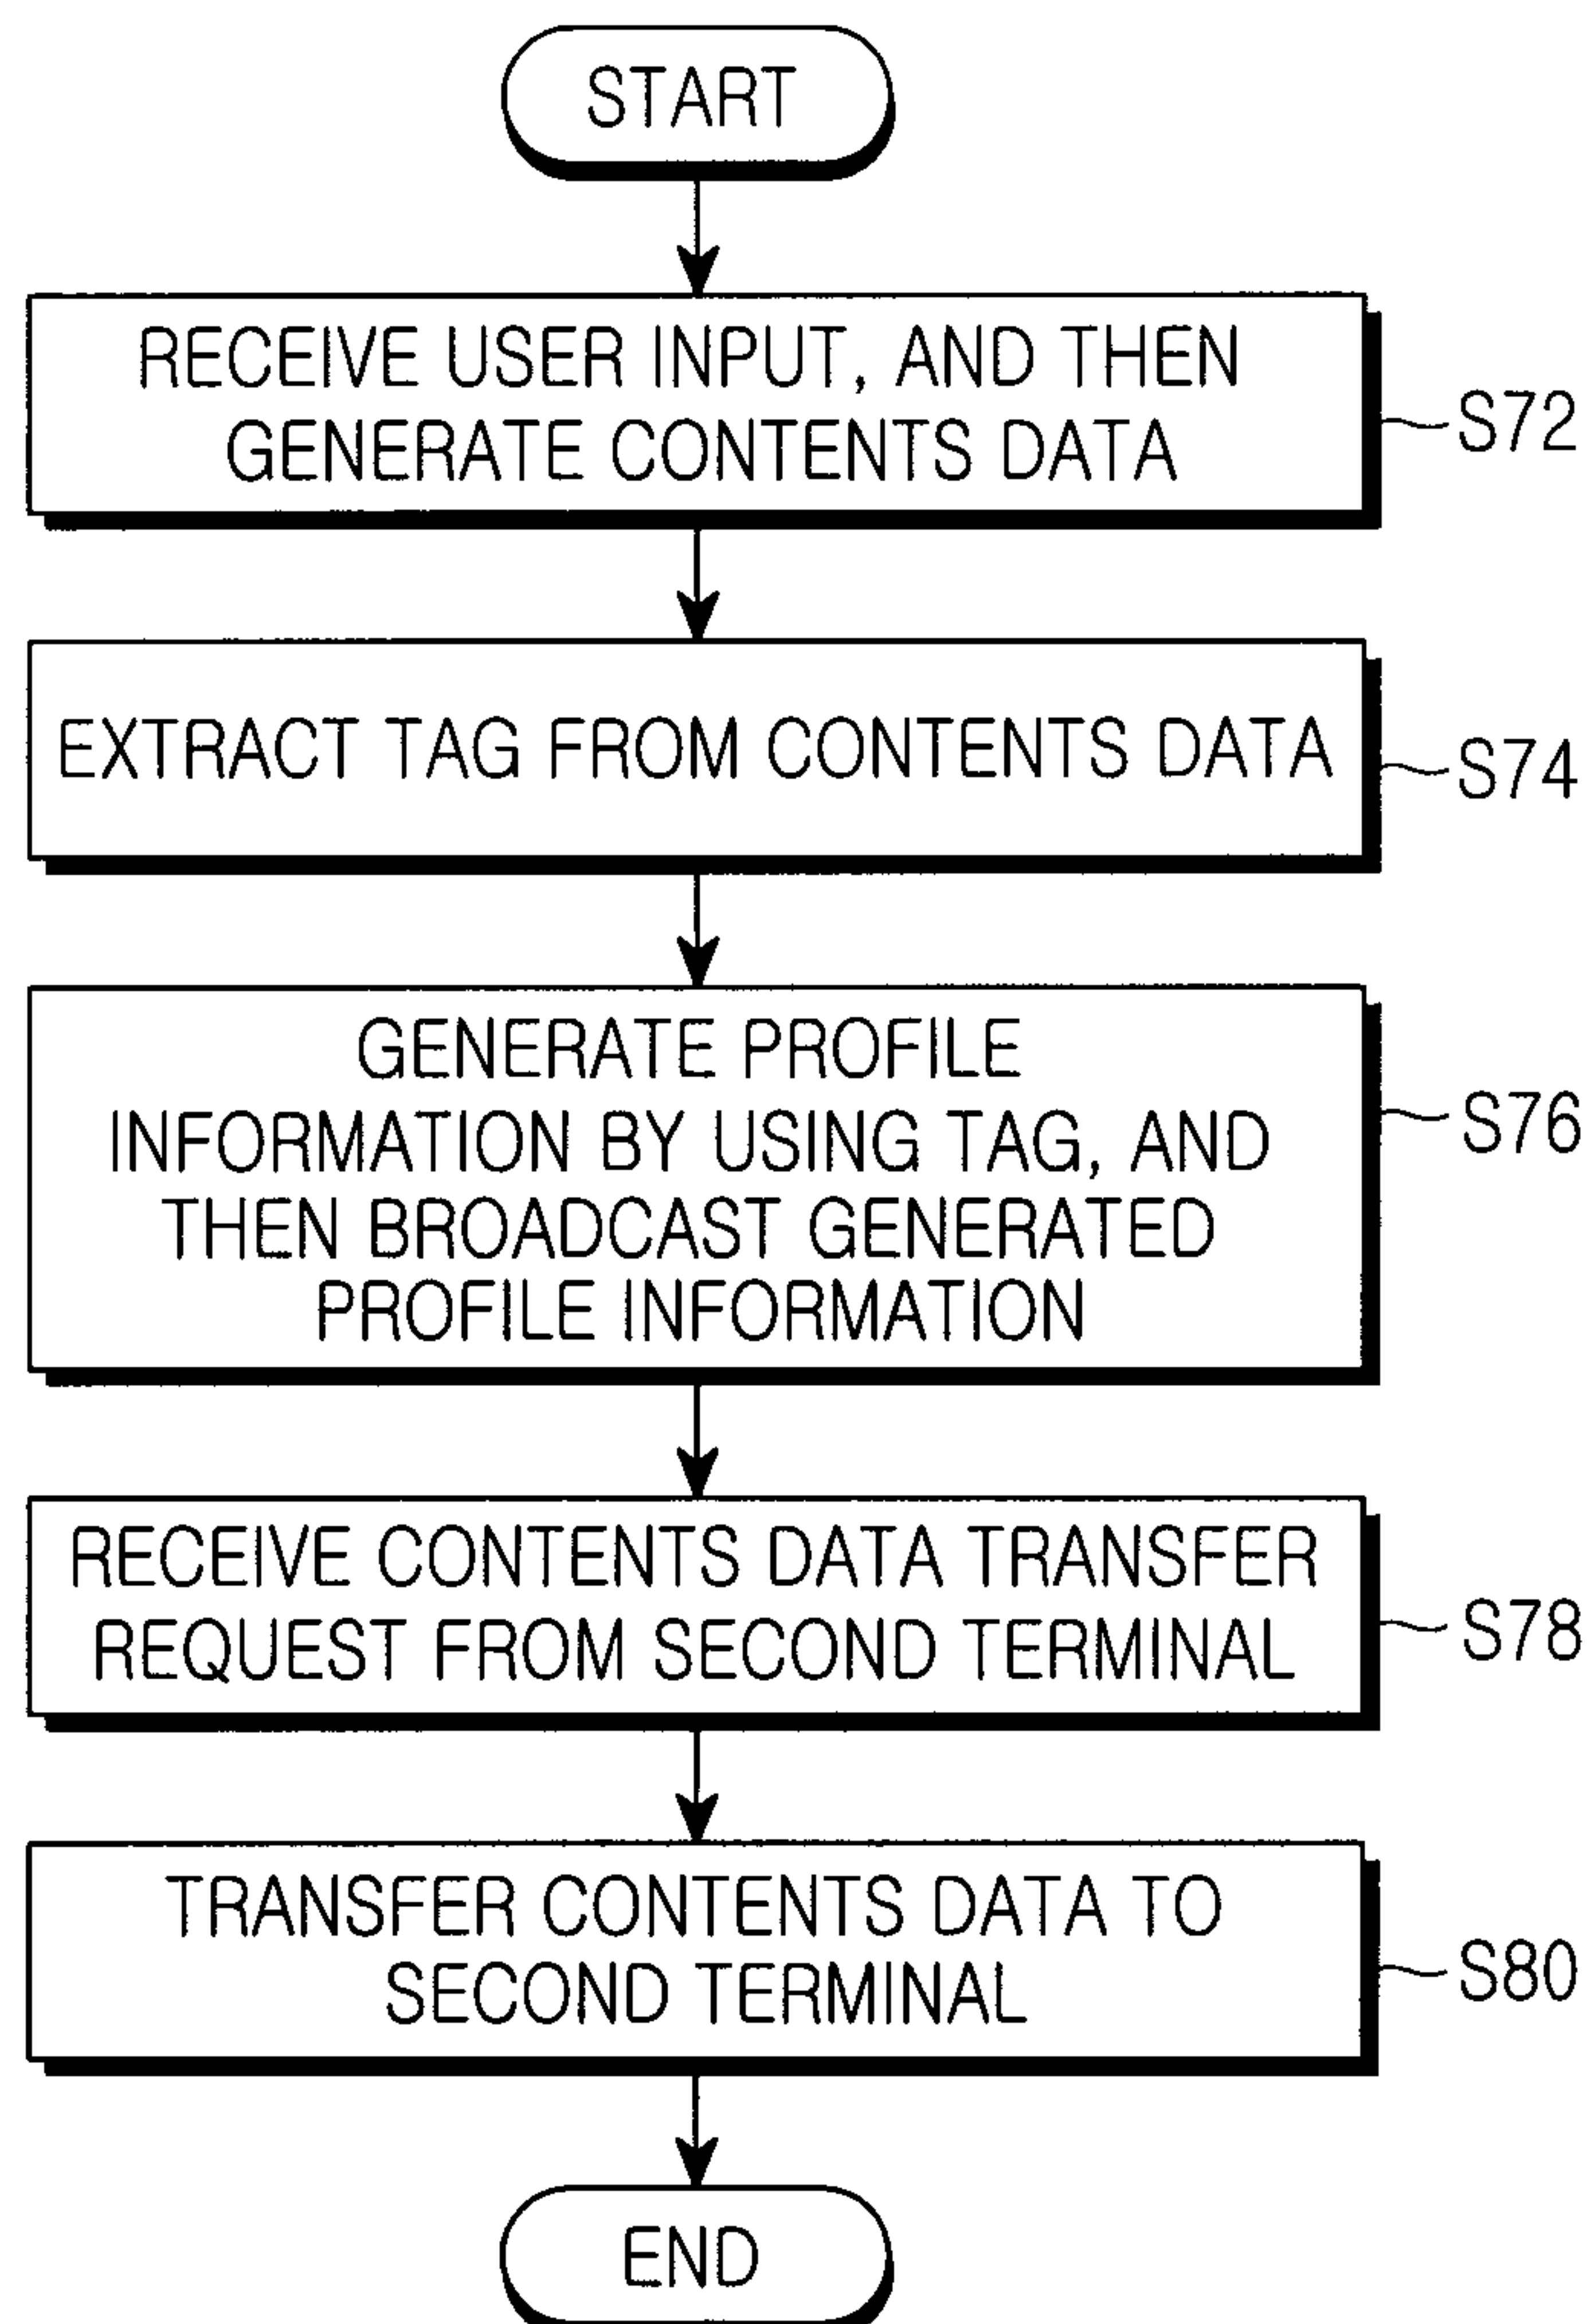 START
RECEIVE USER INPUT, AND THEN
GENERATE CONTENTS DATA
S72
EXTRACT TAG FROM CONTENTS DATA
S74
GENERATE PROFILE
INFORMATION BY USING TAG, AND
THEN BROADCAST GENERATED
PROFILE INFORMATION
S76
RECEIVE CONTENTS DATA TRANSFER
REQUEST FROM SECOND TERMINAL
S78
TRANSFER CONTENTS DATA TO
SECOND TERMINAL
S80
END